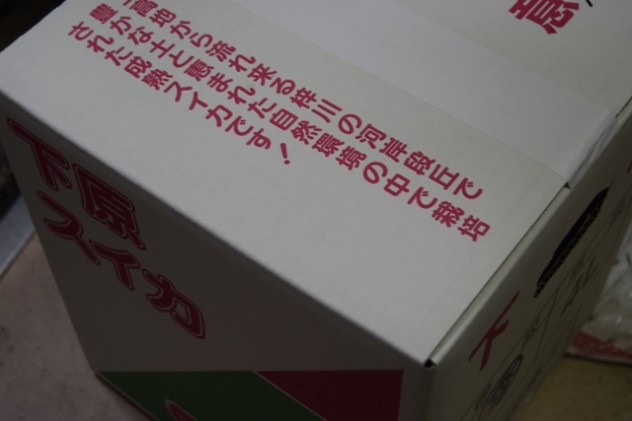 高地から流れ来る梓川の河岸段丘で
豊かな土と恵まれた自然環境の中で栽培
された成熟スイカです!
下原
スイカ